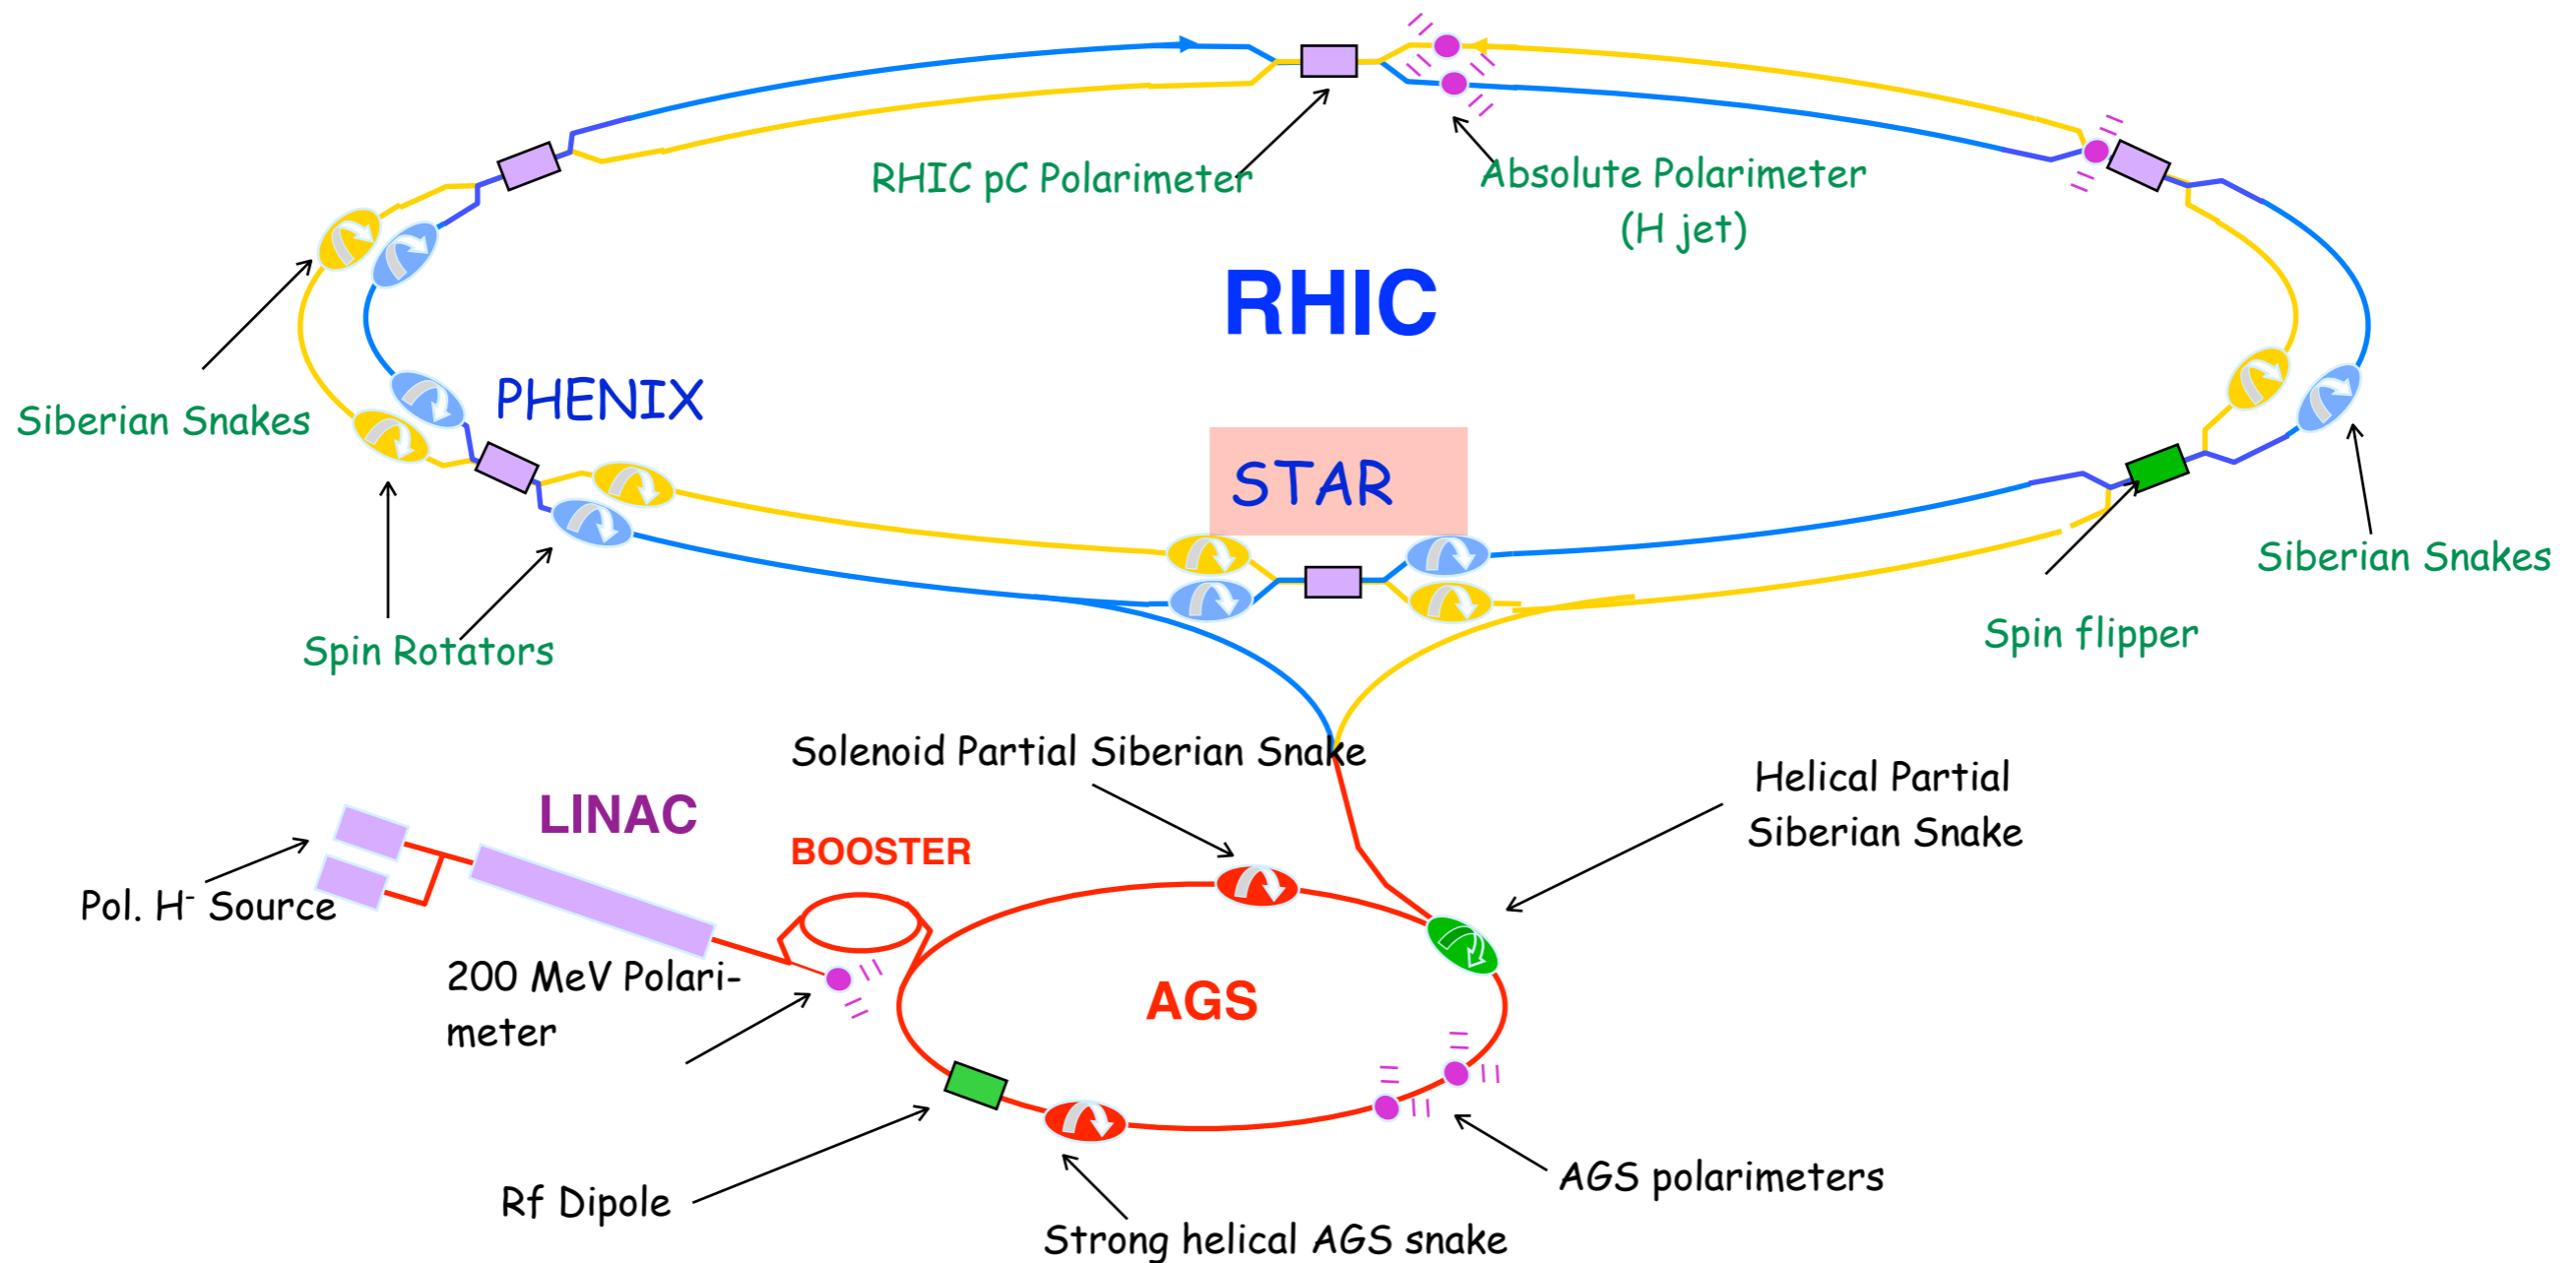 RHIC pC Polarimeter
Absolute Polarimeter
(H jet)
RHIC
PHENIX
Siberian Snakes
STAR
Siberian Snakes
Spin Rotators
Spin flipper
Solenoid Partial Siberian Snake
Helical Partial
Siberian Snake
LINAC
BOOSTER
Pol. H⁻ Source
200 MeV Polari-
meter
AGS
Rf Dipole
AGS polarimeters
Strong helical AGS snake